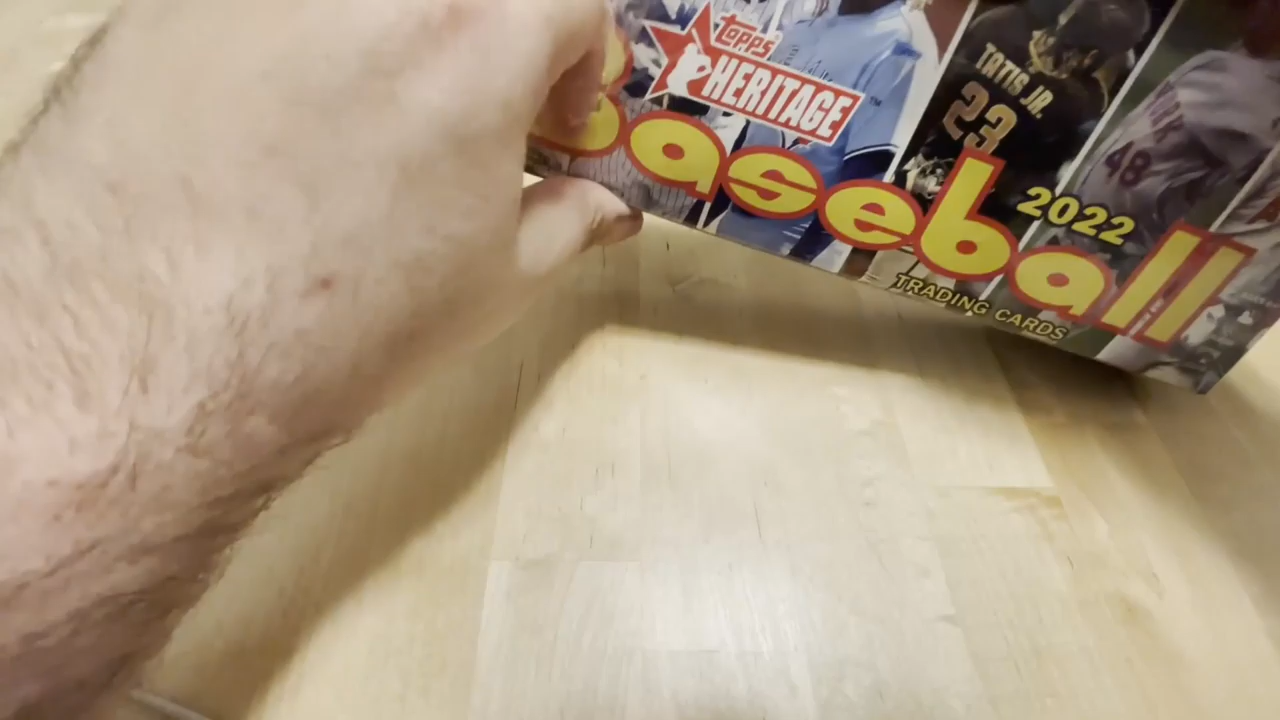 Topps
HERITAGE
baseball
2022
TRADING CARDS
TATIS JR.
23
48